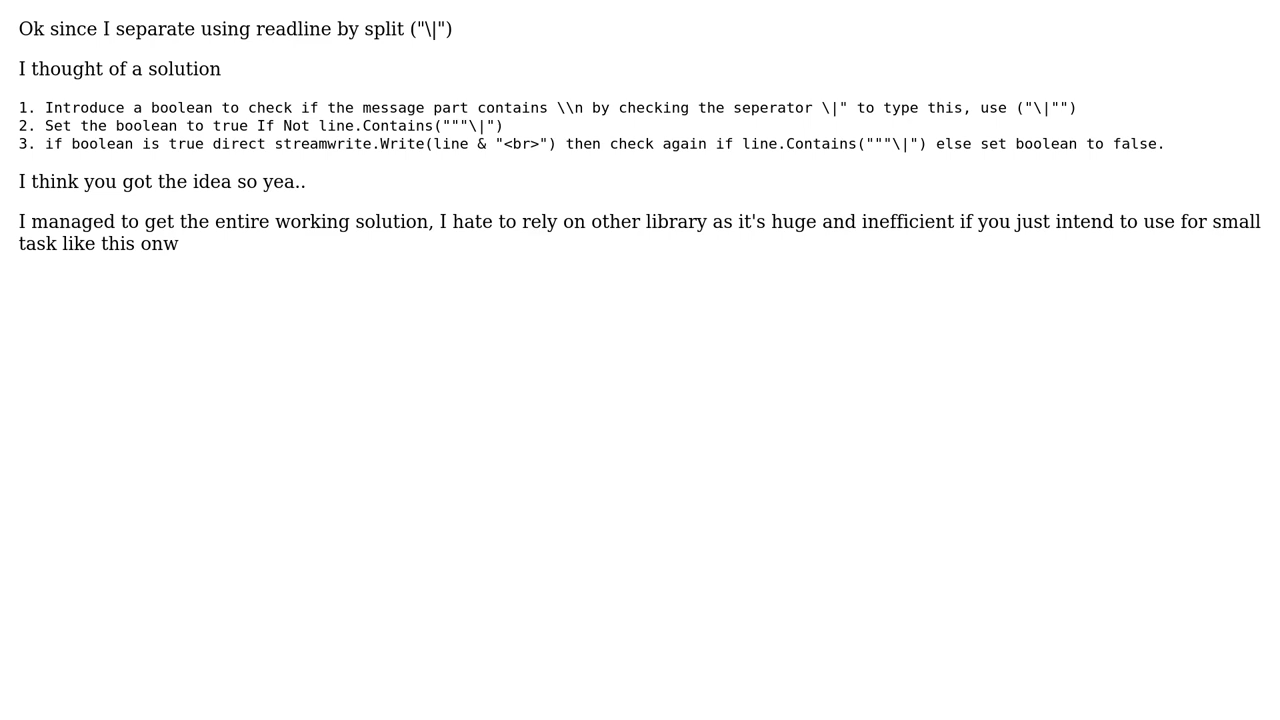 Ok since I separate using readline by split ("\|")
I thought of a solution
1. Introduce a boolean to check if the message part contains \\n by checking the seperator \|" to type this, use ("\|"")
2. Set the boolean to true If Not line.Contains("""\|")
3. if boolean is true direct streamwrite.Write(line & "<br>") then check again if line.Contains("""\|") else set boolean to false.
I think you got the idea so yea..
I managed to get the entire working solution, I hate to rely on other library as it's huge and inefficient if you just intend to use for small
task like this onw